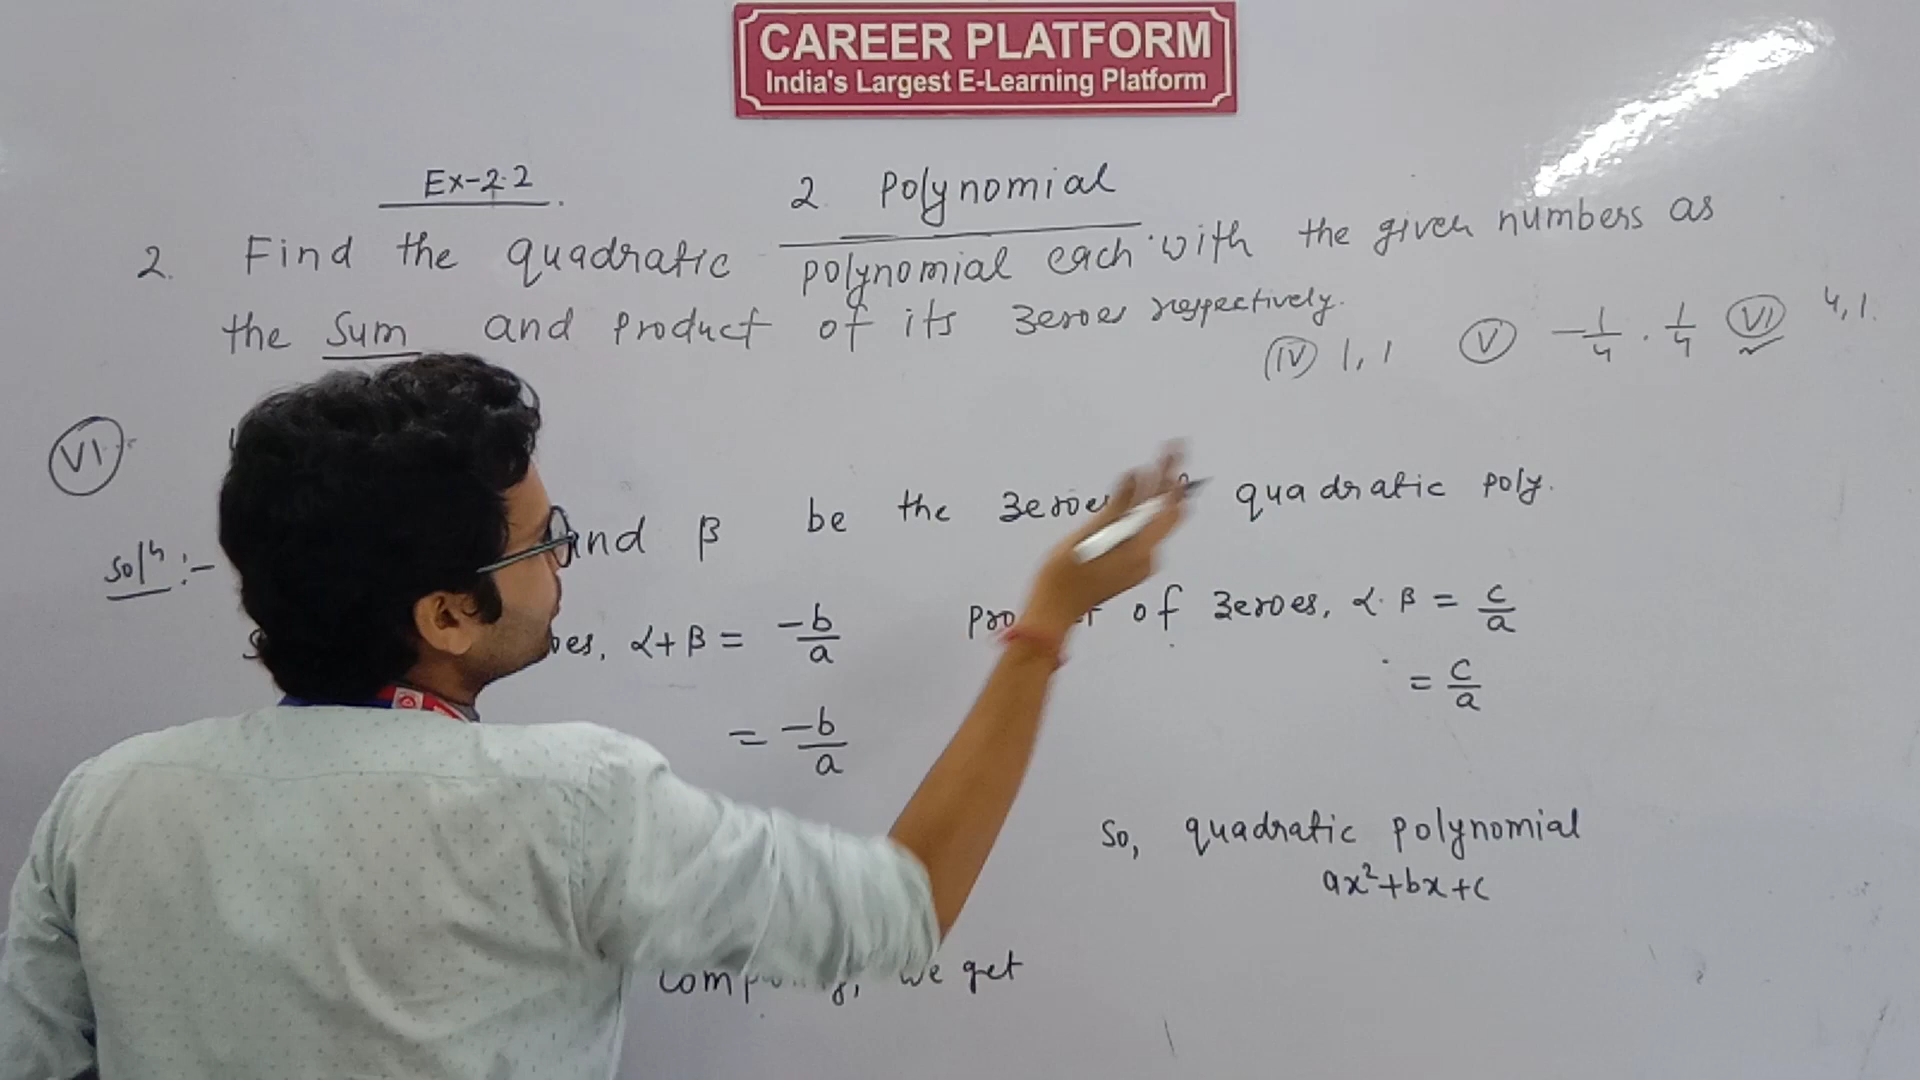 CAREER PLATFORM
India's Largest E-Learning Platform
Ex-2.2
2 Polynomial
2. Find the quadratic polynomial each with the given numbers as
the Sum and Product of its zeroes respectively.
(IV) 1, 1 (V) -1/4 . 1/4 (VI) 4, 1.
(VI)
Solⁿ :- and β be the zeroes quadratic poly.
α+β = -b/a of zeroes, α.β = c/a
= -b/a = c/a
So, quadratic polynomial
ax²+bx+c
we get